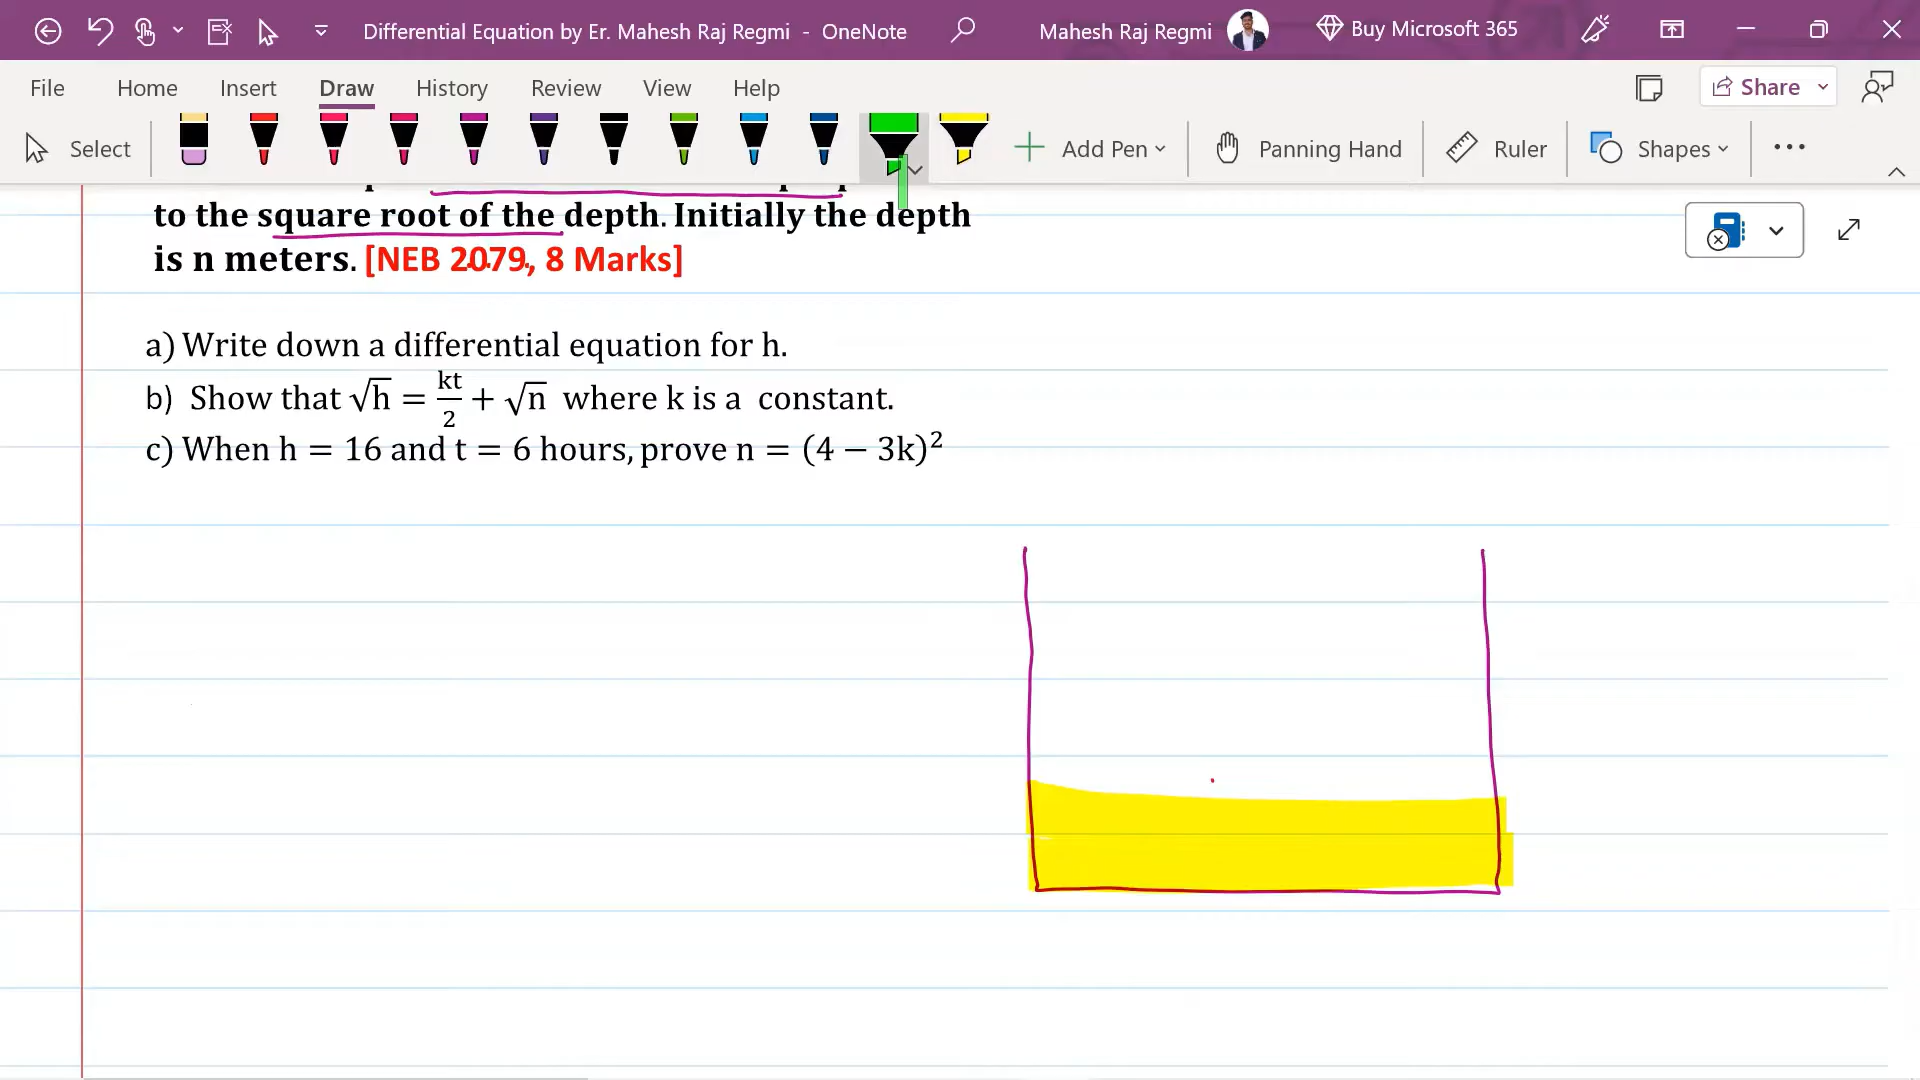 Differential Equation by Er. Mahesh Raj Regmi - OneNote
Mahesh Raj Regmi
Buy Microsoft 365
File Home Insert Draw History Review View Help
Share
Select
Add Pen
Panning Hand
Ruler
Shapes
to the square root of the depth. Initially the depth
is n meters. [NEB 2079, 8 Marks]
a) Write down a differential equation for h.
b) Show that √h = kt/2 + √n where k is a constant.
c) When h = 16 and t = 6 hours, prove n = (4 − 3k)²